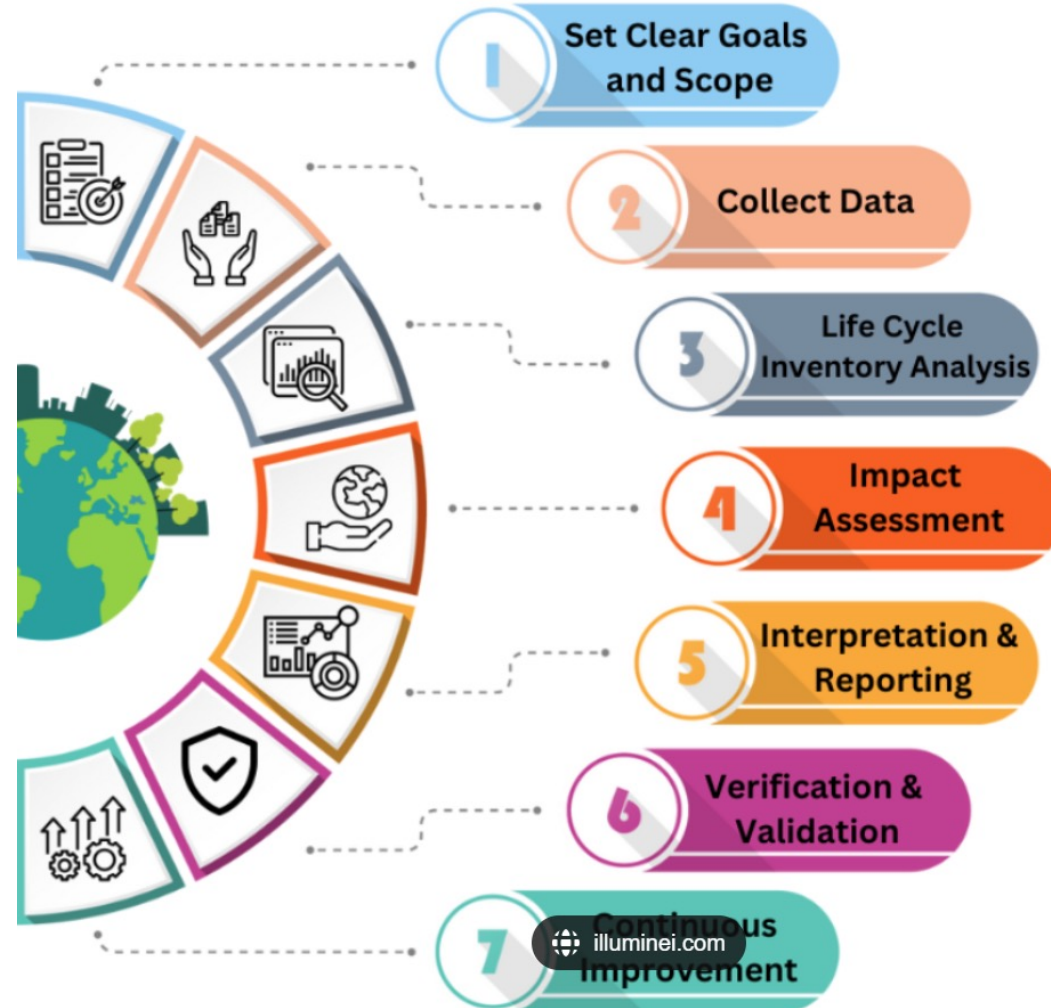 1
Set Clear Goals
and Scope
2
Collect Data
3
Life Cycle
Inventory Analysis
4
Impact
Assessment
5
Interpretation &
Reporting
6
Verification &
Validation
7
Continuous
illuminei.com
Improvement